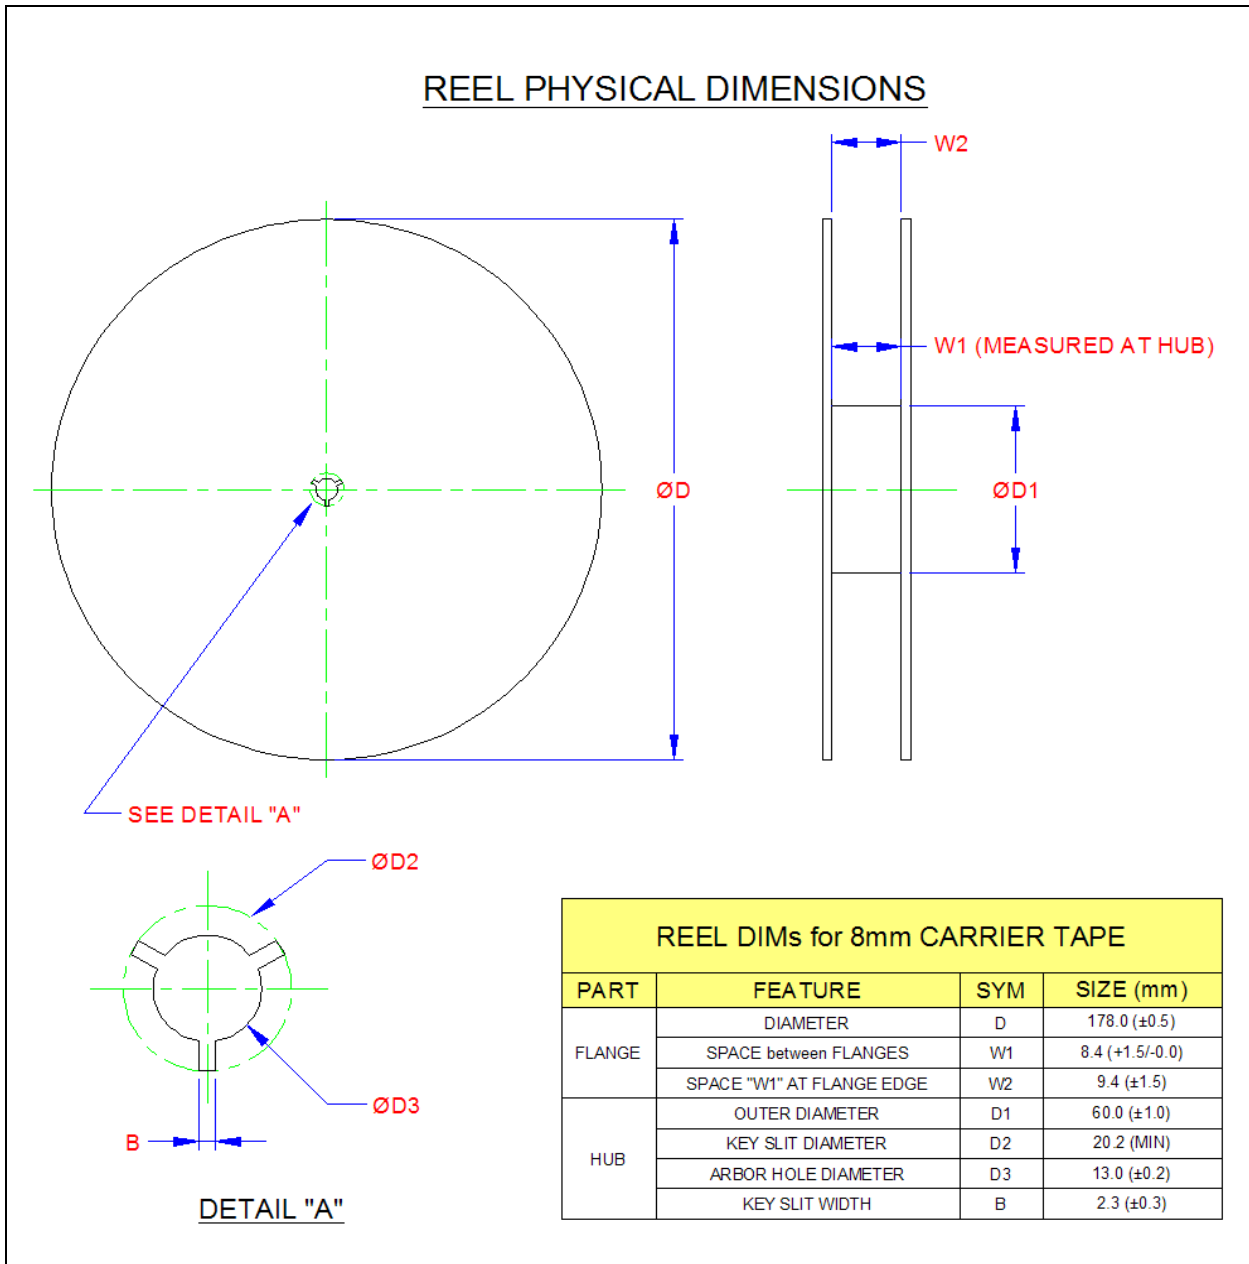 REEL PHYSICAL DIMENSIONS
W2
W1 (MEASURED AT HUB)
ØD
ØD1
SEE DETAIL "A"
ØD2
ØD3
B
DETAIL "A"
REEL DIMs for 8mm CARRIER TAPE
PART FEATURE SYM SIZE (mm)
FLANGE
DIAMETER D 178.0 (±0.5)
SPACE between FLANGES W1 8.4 (+1.5/-0.0)
SPACE "W1" AT FLANGE EDGE W2 9.4 (±1.5)
HUB
OUTER DIAMETER D1 60.0 (±1.0)
KEY SLIT DIAMETER D2 20.2 (MIN)
ARBOR HOLE DIAMETER D3 13.0 (±0.2)
KEY SLIT WIDTH B 2.3 (±0.3)